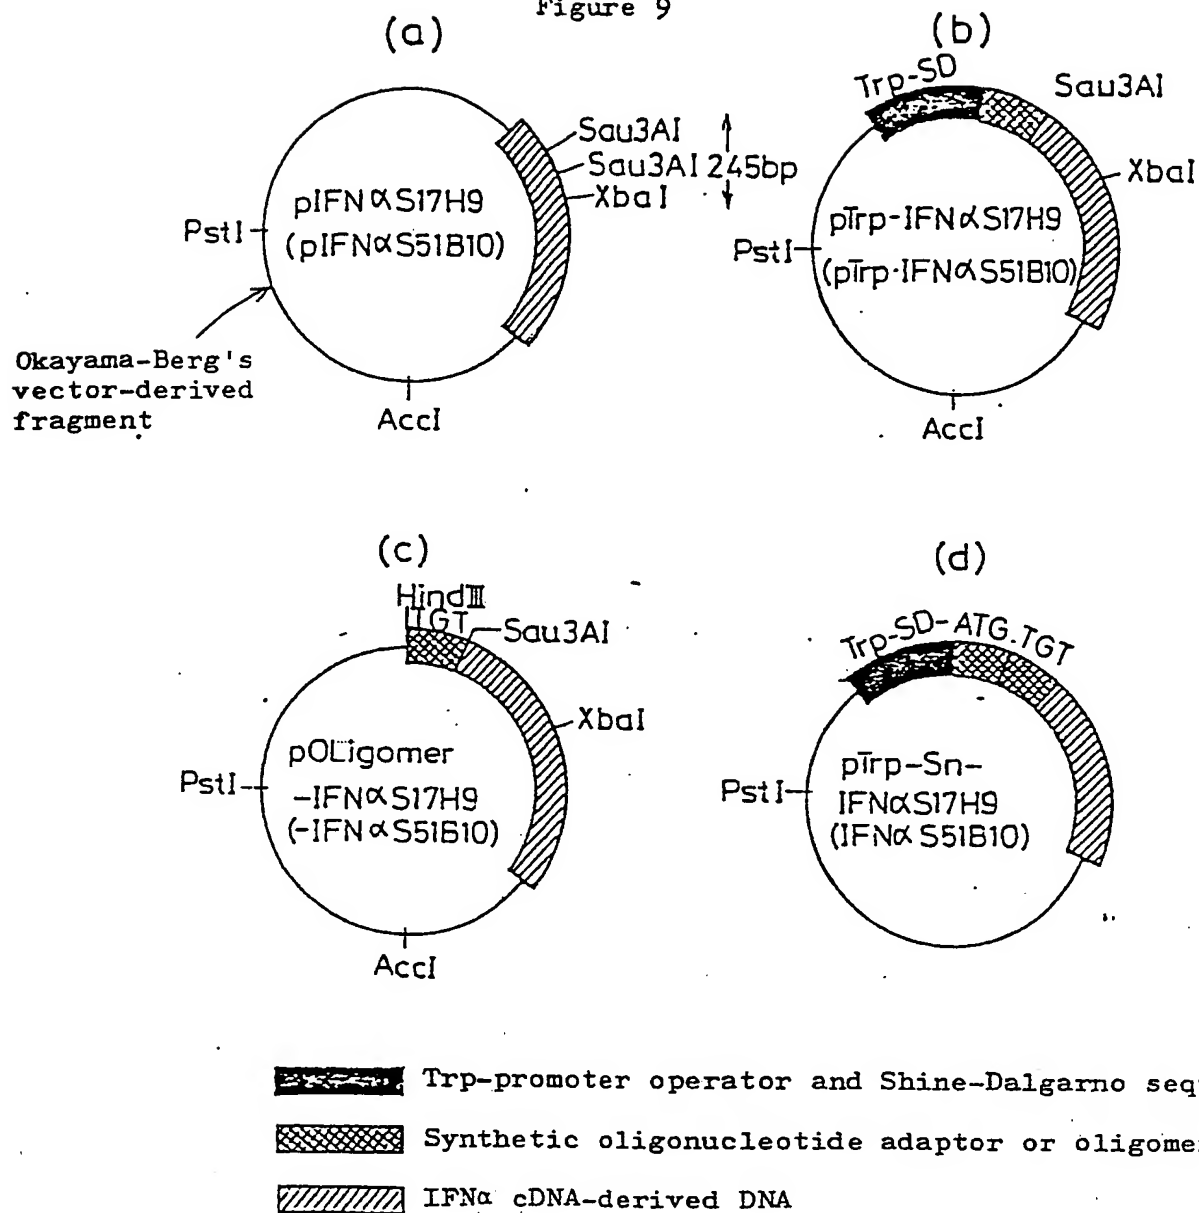 Figure 9
(a)
Sau3AI
Sau3AI 245bp
XbaI
pIFNαS17H9
(pIFNαS51B10)
PstI
Okayama-Berg's
vector-derived
fragment
AccI
(b)
Trp-SD
Sau3AI
XbaI
pTrp-IFNαS17H9
(pTrp·IFNαS51B10)
PstI
AccI
(c)
HindIII
TGT
Sau3AI
XbaI
pOLigomer
-IFNαS17H9
(-IFNαS51B10)
PstI
AccI
(d)
Trp-SD-ATG.TGT
pTrp-Sn-
IFNαS17H9
(IFNαS51B10)
PstI
Trp-promoter operator and Shine-Dalgarno seq
Synthetic oligonucleotide adaptor or oligome
IFNα cDNA-derived DNA